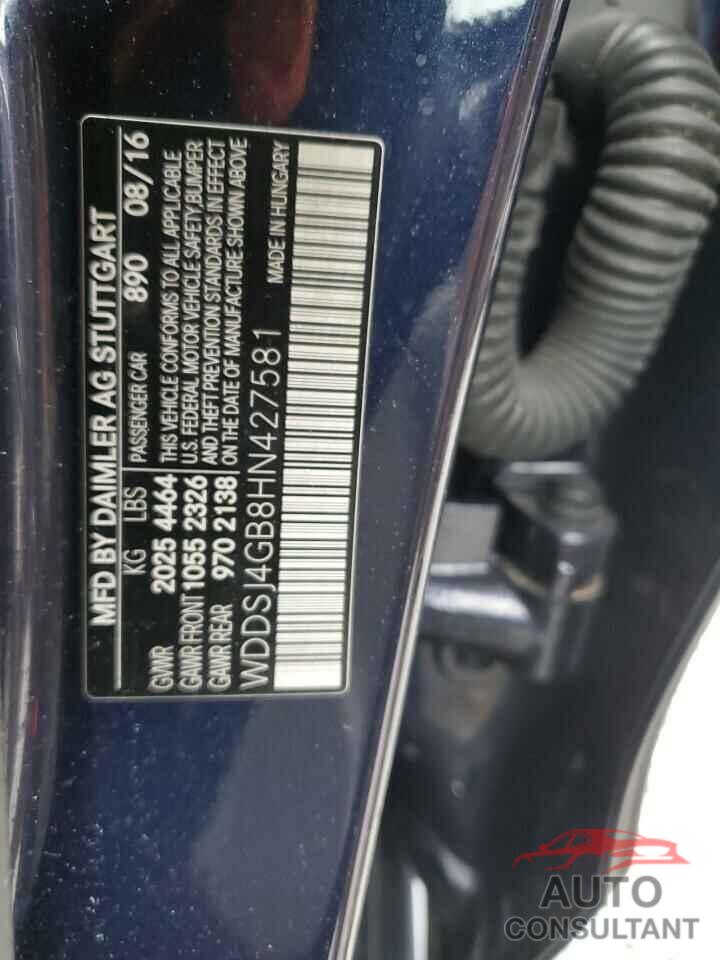 MFD BY DAIMLER AG STUTTGART
KG LBS PASSENGER CAR 890 08/16
GVWR 2025 4464 THIS VEHICLE CONFORMS TO ALL APPLICABLE
GAWR FRONT 1055 2326 U.S. FEDERAL MOTOR VEHICLE SAFETY,BUMPER
GAWR REAR 970 2138 AND THEFT PREVENTION STANDARDS IN EFFECT
ON THE DATE OF MANUFACTURE SHOWN ABOVE
WDDSJ4GB8HN427581 MADE IN HUNGARY
AUTO
CONSULTANT